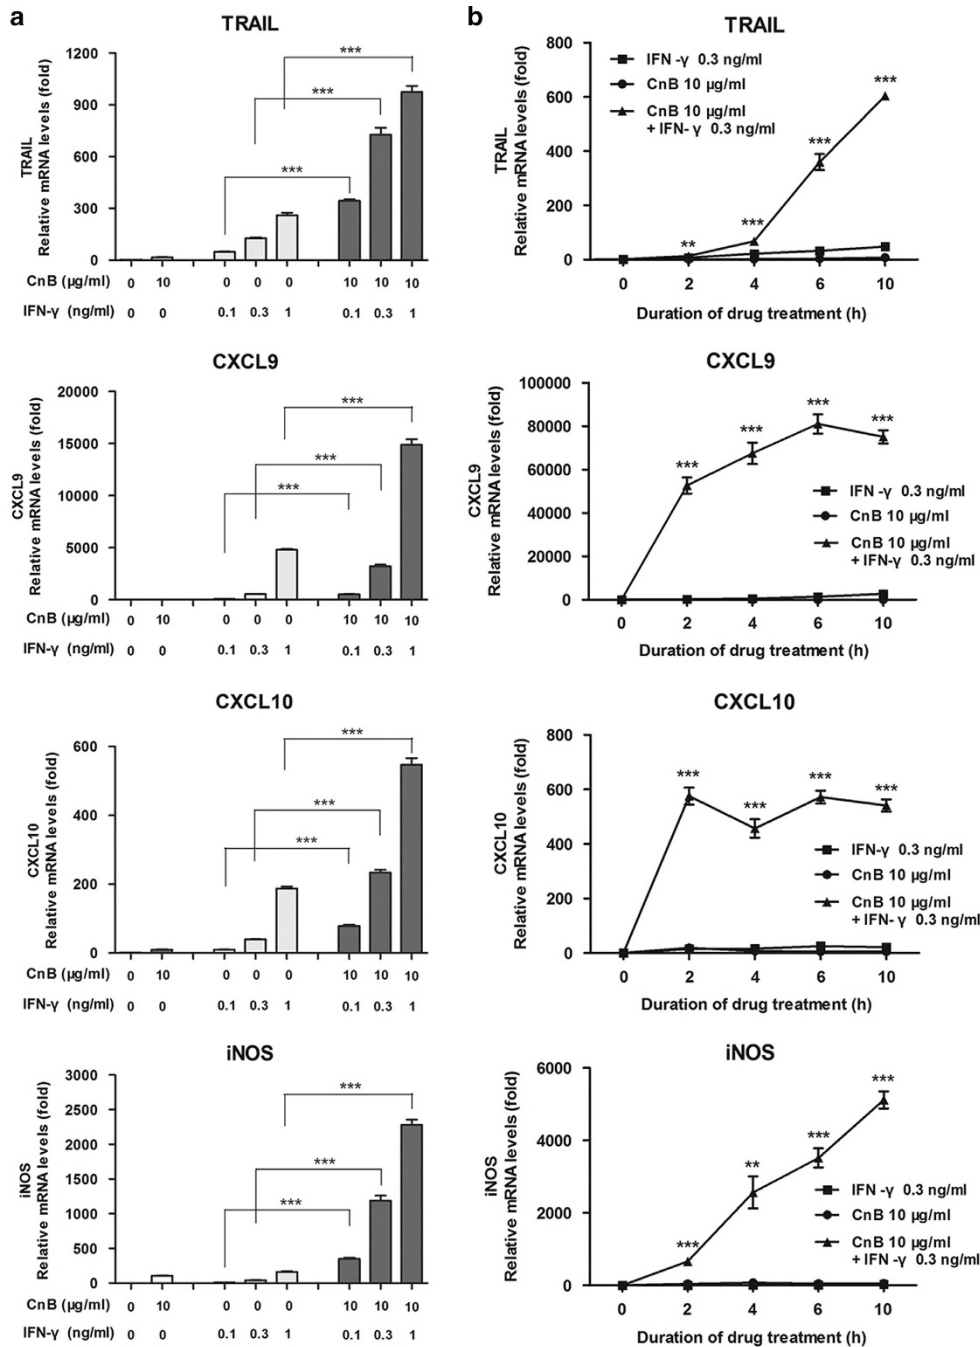 a
TRAIL
TRAIL
Relative mRNA levels (fold)
1200
900
600
300
0
***
***
***
CnB (µg/ml) 0 10 0 0 0 10 10 10
IFN-γ (ng/ml) 0 0 0.1 0.3 1 0.1 0.3 1
CXCL9
CXCL9
Relative mRNA levels (fold)
20000
15000
10000
5000
0
***
***
***
CnB (µg/ml) 0 10 0 0 0 10 10 10
IFN-γ (ng/ml) 0 0 0.1 0.3 1 0.1 0.3 1
CXCL10
CXCL10
Relative mRNA levels (fold)
600
400
200
0
***
***
***
CnB (µg/ml) 0 10 0 0 0 10 10 10
IFN-γ (ng/ml) 0 0 0.1 0.3 1 0.1 0.3 1
iNOS
iNOS
Relative mRNA levels (fold)
3000
2500
2000
1500
1000
500
0
***
***
***
CnB (µg/ml) 0 10 0 0 0 10 10 10
IFN-γ (ng/ml) 0 0 0.1 0.3 1 0.1 0.3 1
b
TRAIL
TRAIL
Relative mRNA levels (fold)
800
600
400
200
0
IFN -γ 0.3 ng/ml
CnB 10 µg/ml
CnB 10 µg/ml
+ IFN- γ 0.3 ng/ml
** *** *** ***
0 2 4 6 10
Duration of drug treatment (h)
CXCL9
CXCL9
Relative mRNA levels (fold)
100000
80000
60000
40000
20000
0
*** *** *** ***
IFN -γ 0.3 ng/ml
CnB 10 µg/ml
CnB 10 µg/ml
+ IFN-γ 0.3 ng/ml
0 2 4 6 10
Duration of drug treatment (h)
CXCL10
CXCL10
Relative mRNA levels (fold)
800
600
400
200
0
*** *** *** ***
IFN-γ 0.3 ng/ml
CnB 10 µg/ml
CnB 10 µg/ml
+ IFN- γ 0.3 ng/ml
0 2 4 6 10
Duration of drug treatment (h)
iNOS
iNOS
Relative mRNA levels (fold)
6000
4000
2000
0
*** ** *** ***
IFN -γ 0.3 ng/ml
CnB 10 µg/ml
CnB 10 µg/ml
+ IFN -γ 0.3 ng/ml
0 2 4 6 10
Duration of drug treatment (h)